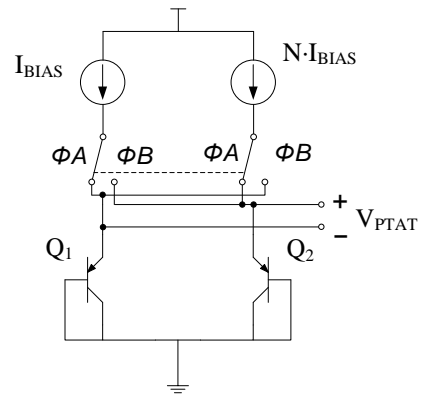 I_BIAS N·I_BIAS
ΦA ΦB ΦA ΦB
+
V_PTAT
−
Q_1 Q_2